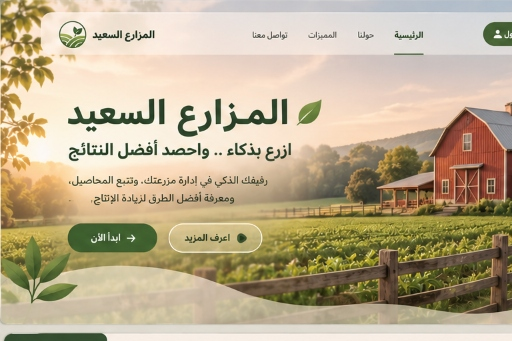 المزارع السعيد
الرئيسية
حولنا
المميزات
تواصل معنا
المزارع السعيد
ازرع بذكاء .. واحصد أفضل النتائج
رفيقك الذكي في إدارة مزرعتك، وتتبع المحاصيل،
ومعرفة أفضل الطرق لزيادة الإنتاج.
اعرف المزيد
ابدأ الآن